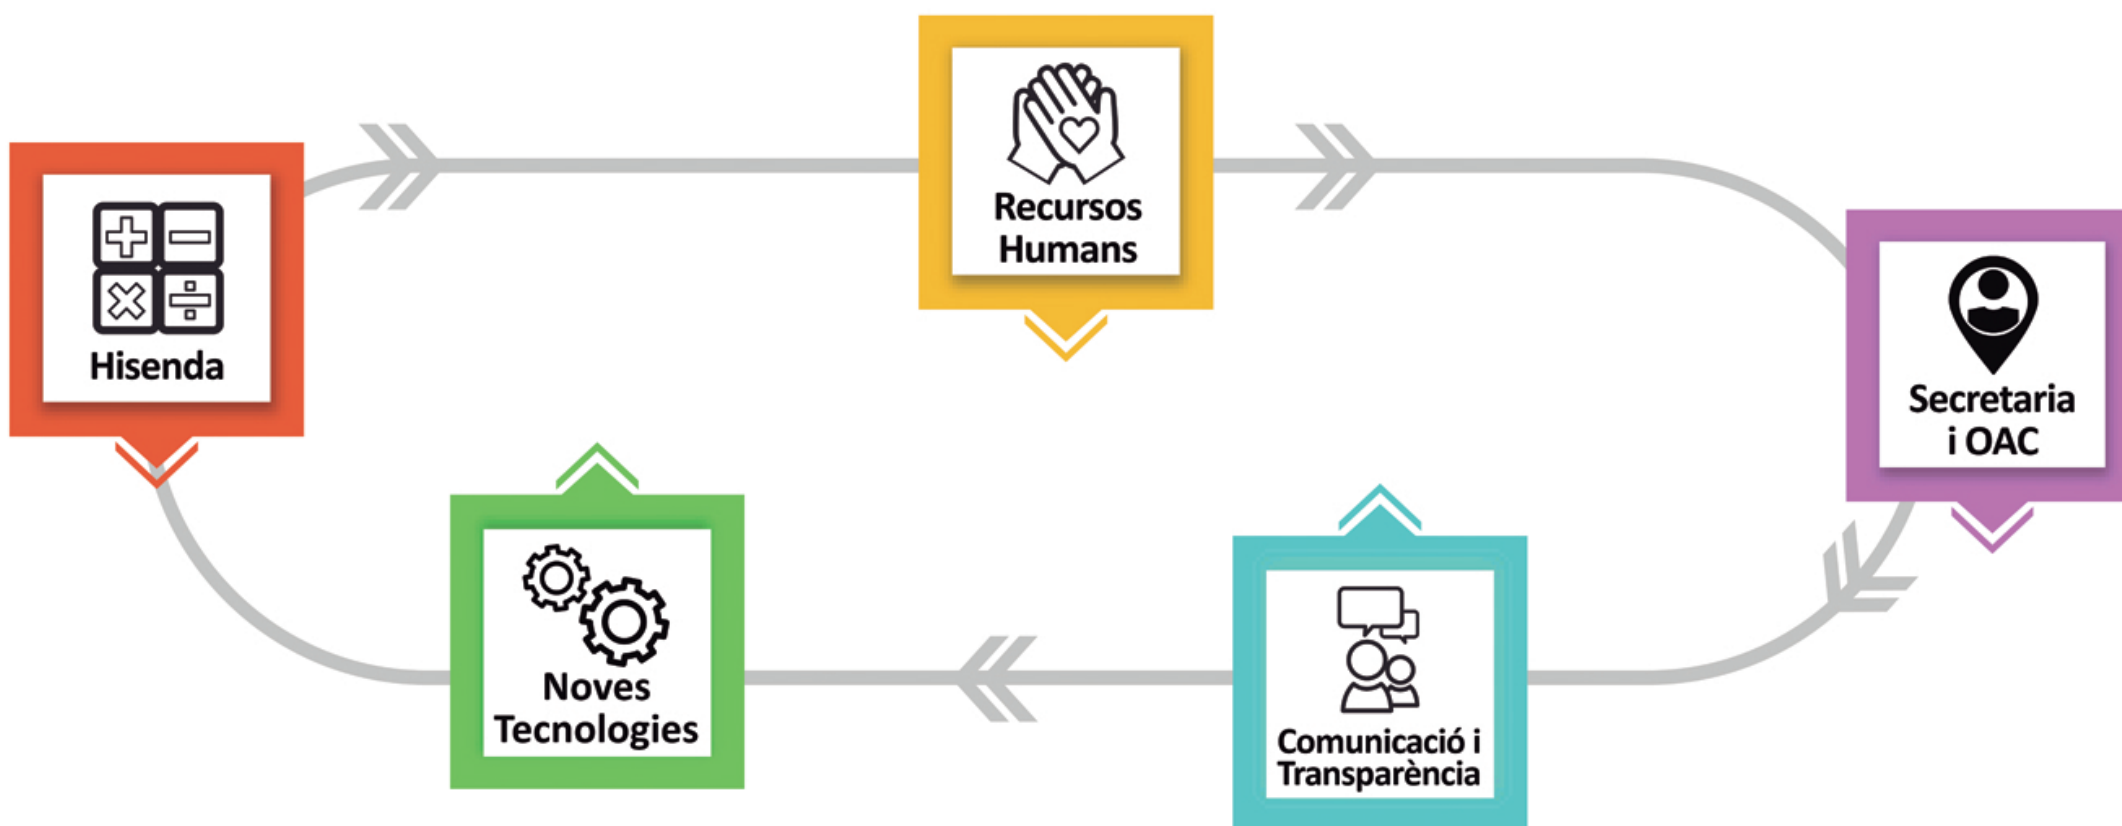 Hisenda
Recursos
Humans
Secretaria
i OAC
Noves
Tecnologies
Comunicació i
Transparència